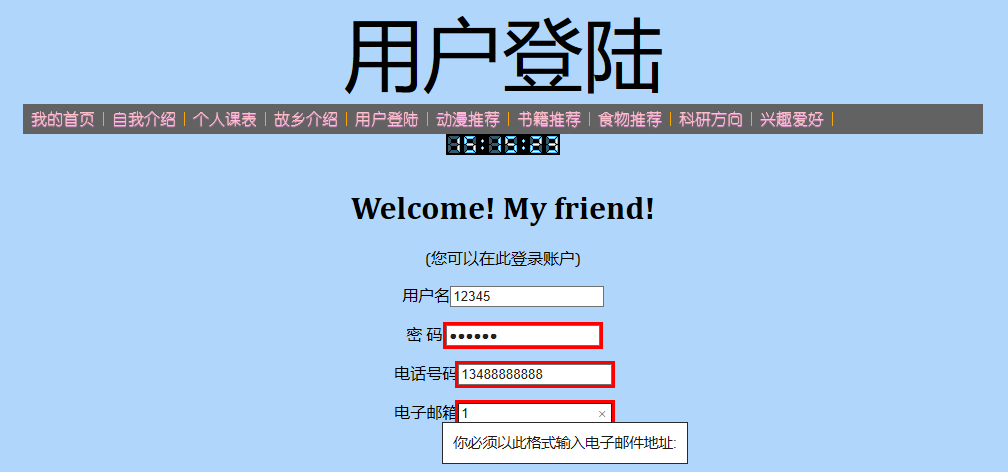 用户登陆
我的首页 | 自我介绍 | 个人课表 | 故乡介绍 | 用户登陆 | 动漫推荐 | 书籍推荐 | 食物推荐 | 科研方向 | 兴趣爱好 |
15:15:33
Welcome! My friend!
(您可以在此登录账户)
用户名 12345
密 码 ••••••
电话号码 13488888888
电子邮箱 1 ×
你必须以此格式输入电子邮件地址: